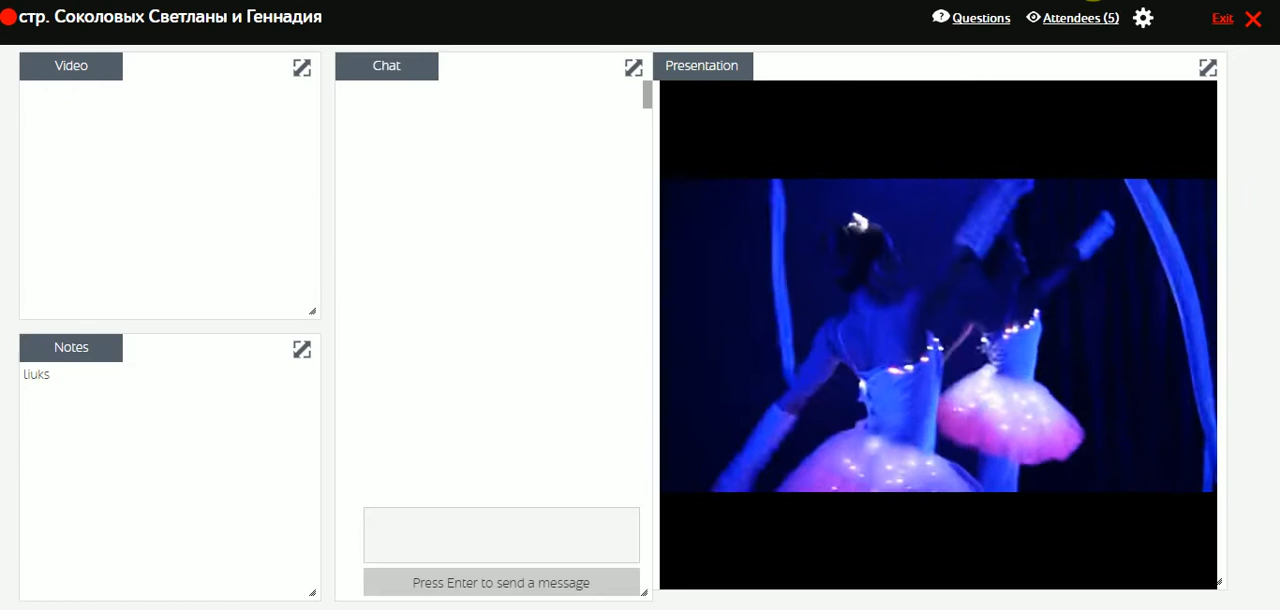 стр. Соколовых Светланы и Геннадия
Questions
Attendees (5)
Exit
Video
Chat
Presentation
Notes
liuks
Press Enter to send a message